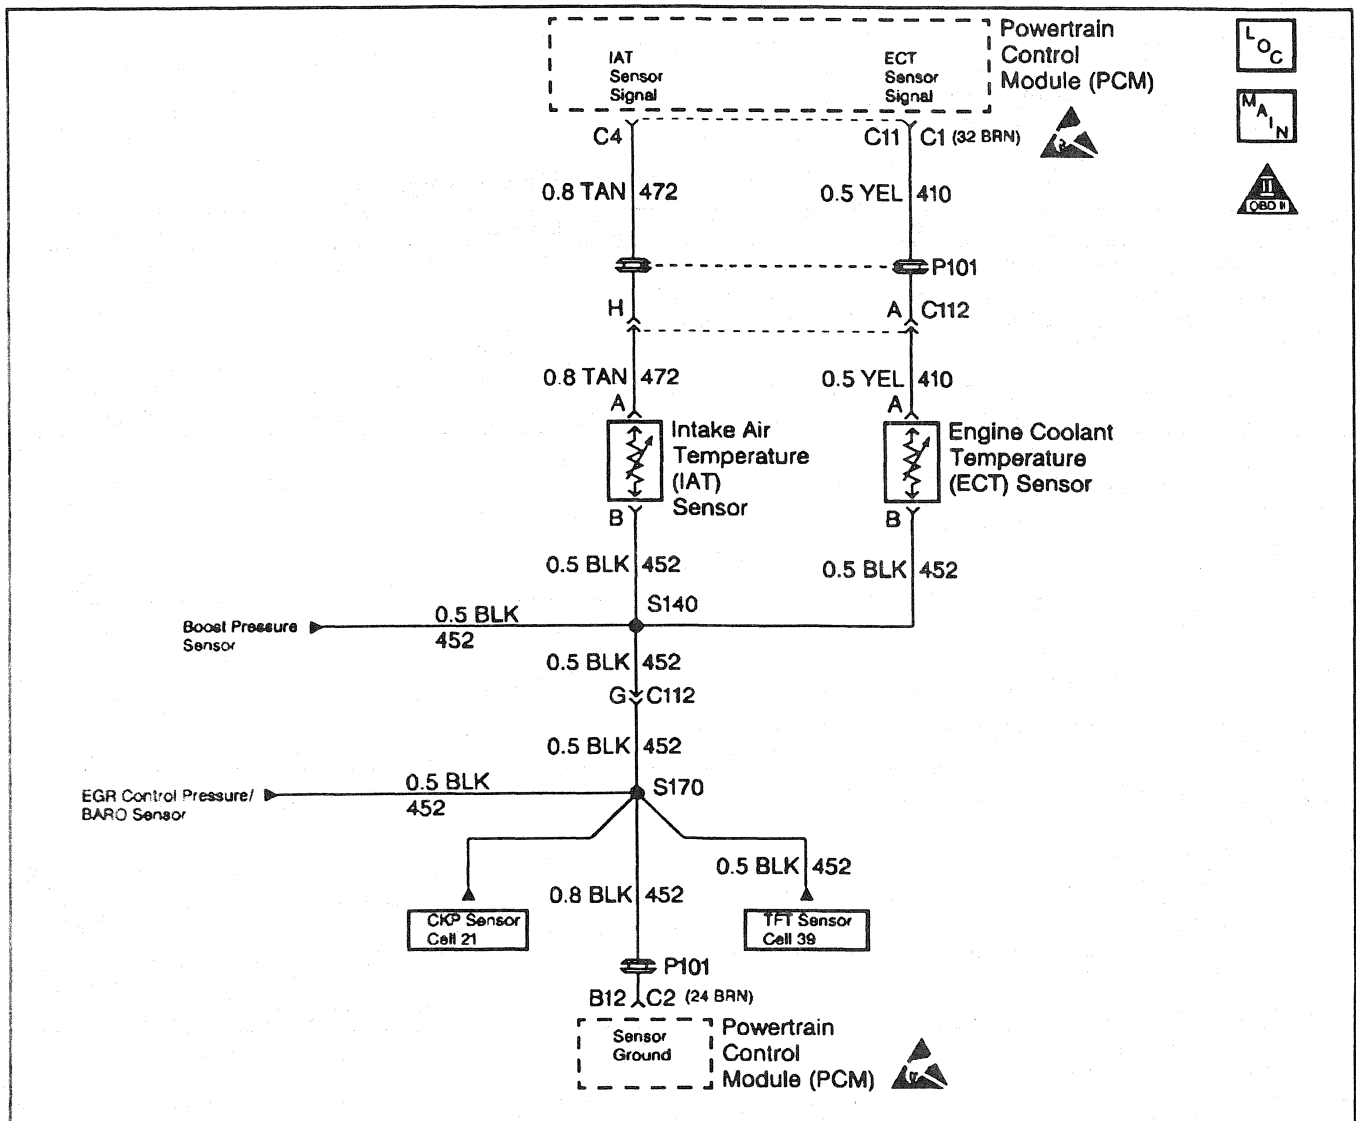 IAT
Sensor
Signal
ECT
Sensor
Signal
Powertrain
Control
Module (PCM)
LOC
MAIN
II
OBD II
C4
C11
C1 (32 BRN)
0.8 TAN 472
0.5 YEL 410
P101
H
A
C112
0.8 TAN 472
0.5 YEL 410
A
A
Intake Air
Temperature
(IAT)
Sensor
Engine Coolant
Temperature
(ECT) Sensor
B
B
0.5 BLK 452
0.5 BLK 452
S140
Boost Pressure
Sensor
0.5 BLK
452
0.5 BLK 452
G C112
0.5 BLK 452
EGR Control Pressure/
BARO Sensor
0.5 BLK
452
S170
0.5 BLK 452
0.8 BLK 452
CKP Sensor
Cell 21
TFT Sensor
Cell 39
P101
B12 C2 (24 BRN)
Sensor
Ground
Powertrain
Control
Module (PCM)